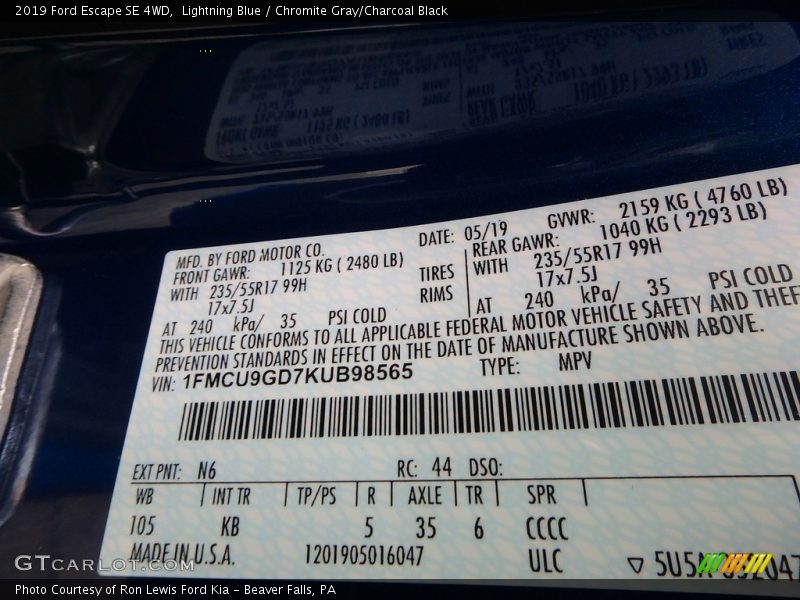 2019 Ford Escape SE 4WD, Lightning Blue / Chromite Gray/Charcoal Black
MFD. BY FORD MOTOR CO. DATE: 05/19 GVWR: 2159 KG ( 4760 LB)
FRONT GAWR: 1125 KG ( 2480 LB) REAR GAWR: 1040 KG ( 2293 LB)
WITH 235/55R17 99H TIRES WITH 235/55R17 99H
17x7.5J RIMS 17x7.5J
AT 240 kPa/ 35 PSI COLD AT 240 kPa/ 35 PSI COLD
THIS VEHICLE CONFORMS TO ALL APPLICABLE FEDERAL MOTOR VEHICLE SAFETY AND THEFT
PREVENTION STANDARDS IN EFFECT ON THE DATE OF MANUFACTURE SHOWN ABOVE.
VIN: 1FMCU9GD7KUB98565 TYPE: MPV
EXT PNT: N6 RC: 44 DSO:
WB INT TR TP/PS R AXLE TR SPR
105 KB 5 35 6 CCCC
MADE IN U.S.A. 1201905016047 ULC
GTCARLOT.COM
Photo Courtesy of Ron Lewis Ford Kia - Beaver Falls, PA